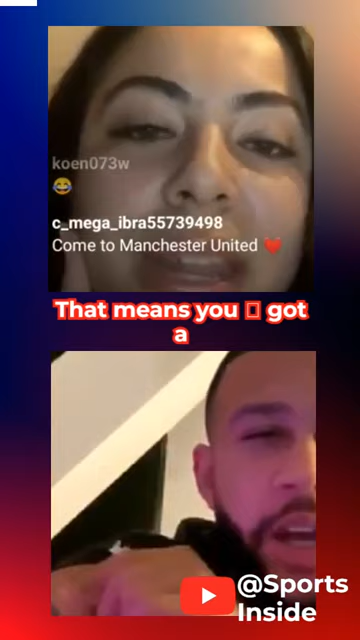 koen073w
😂
c_mega_ibra55739498
Come to Manchester United ❤️
That means you got
a
@Sports
Inside